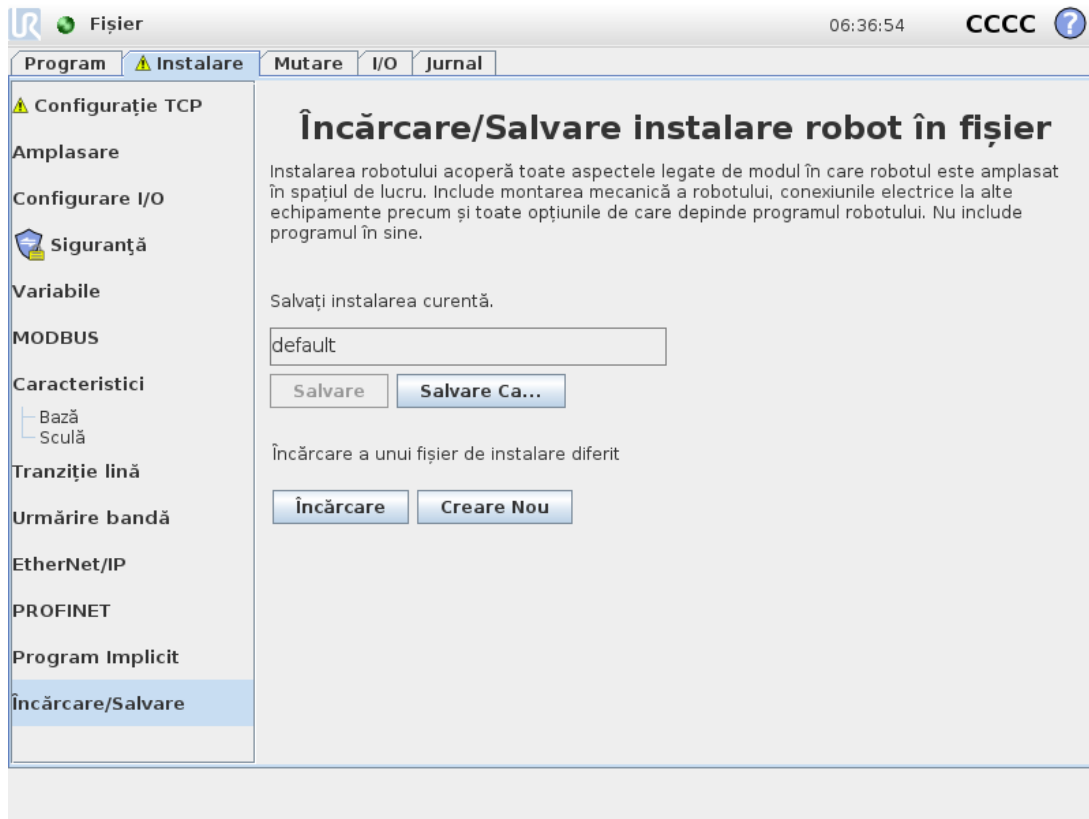 Fișier
06:36:54
CCCC
?
Program
Instalare
Mutare
I/O
Jurnal
Configurație TCP
Amplasare
Configurare I/O
Siguranță
Variabile
MODBUS
Caracteristici
Bază
Sculă
Tranziție lină
Urmărire bandă
EtherNet/IP
PROFINET
Program Implicit
Încărcare/Salvare
Încărcare/Salvare instalare robot în fișier
Instalarea robotului acoperă toate aspectele legate de modul în care robotul este amplasat
în spațiul de lucru. Include montarea mecanică a robotului, conexiunile electrice la alte
echipamente precum și toate opțiunile de care depinde programul robotului. Nu include
programul în sine.
Salvați instalarea curentă.
default
Salvare
Salvare Ca...
Încărcare a unui fișier de instalare diferit
Încărcare
Creare Nou